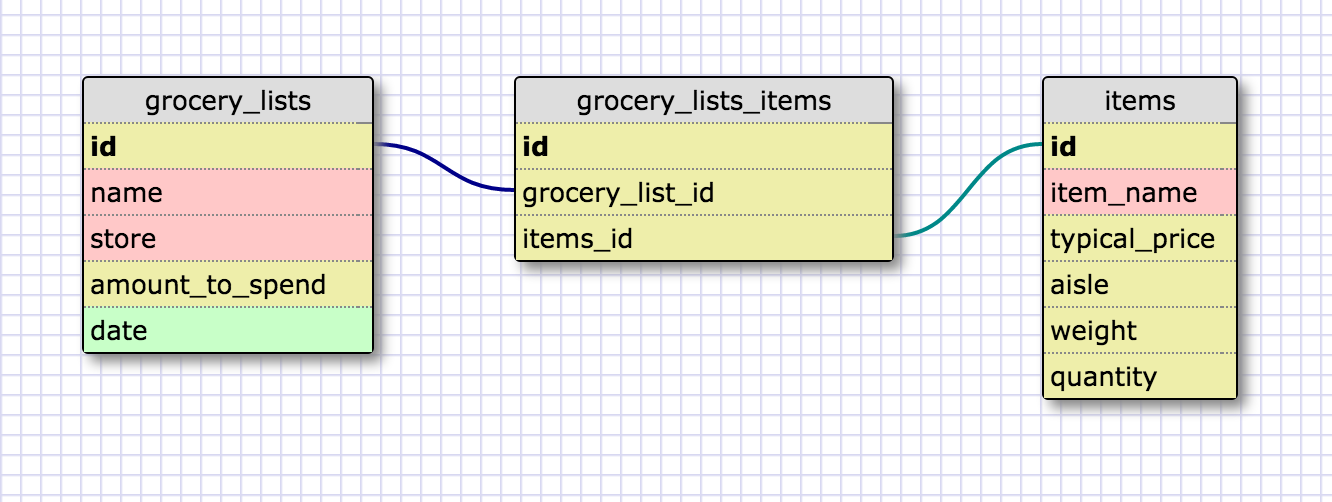 grocery_lists
id
name
store
amount_to_spend
date
grocery_lists_items
id
grocery_list_id
items_id
items
id
item_name
typical_price
aisle
weight
quantity